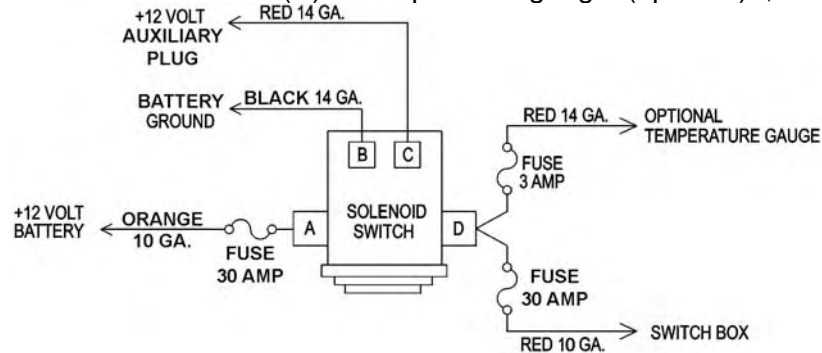 +12 VOLT
AUXILIARY
PLUG
RED 14 GA.
BATTERY
GROUND
BLACK 14 GA.
B
C
RED 14 GA.
OPTIONAL
TEMPERATURE GAUGE
FUSE
3 AMP
+12 VOLT
BATTERY
ORANGE
10 GA.
FUSE
30 AMP
A
SOLENOID
SWITCH
D
FUSE
30 AMP
RED 10 GA.
SWITCH BOX